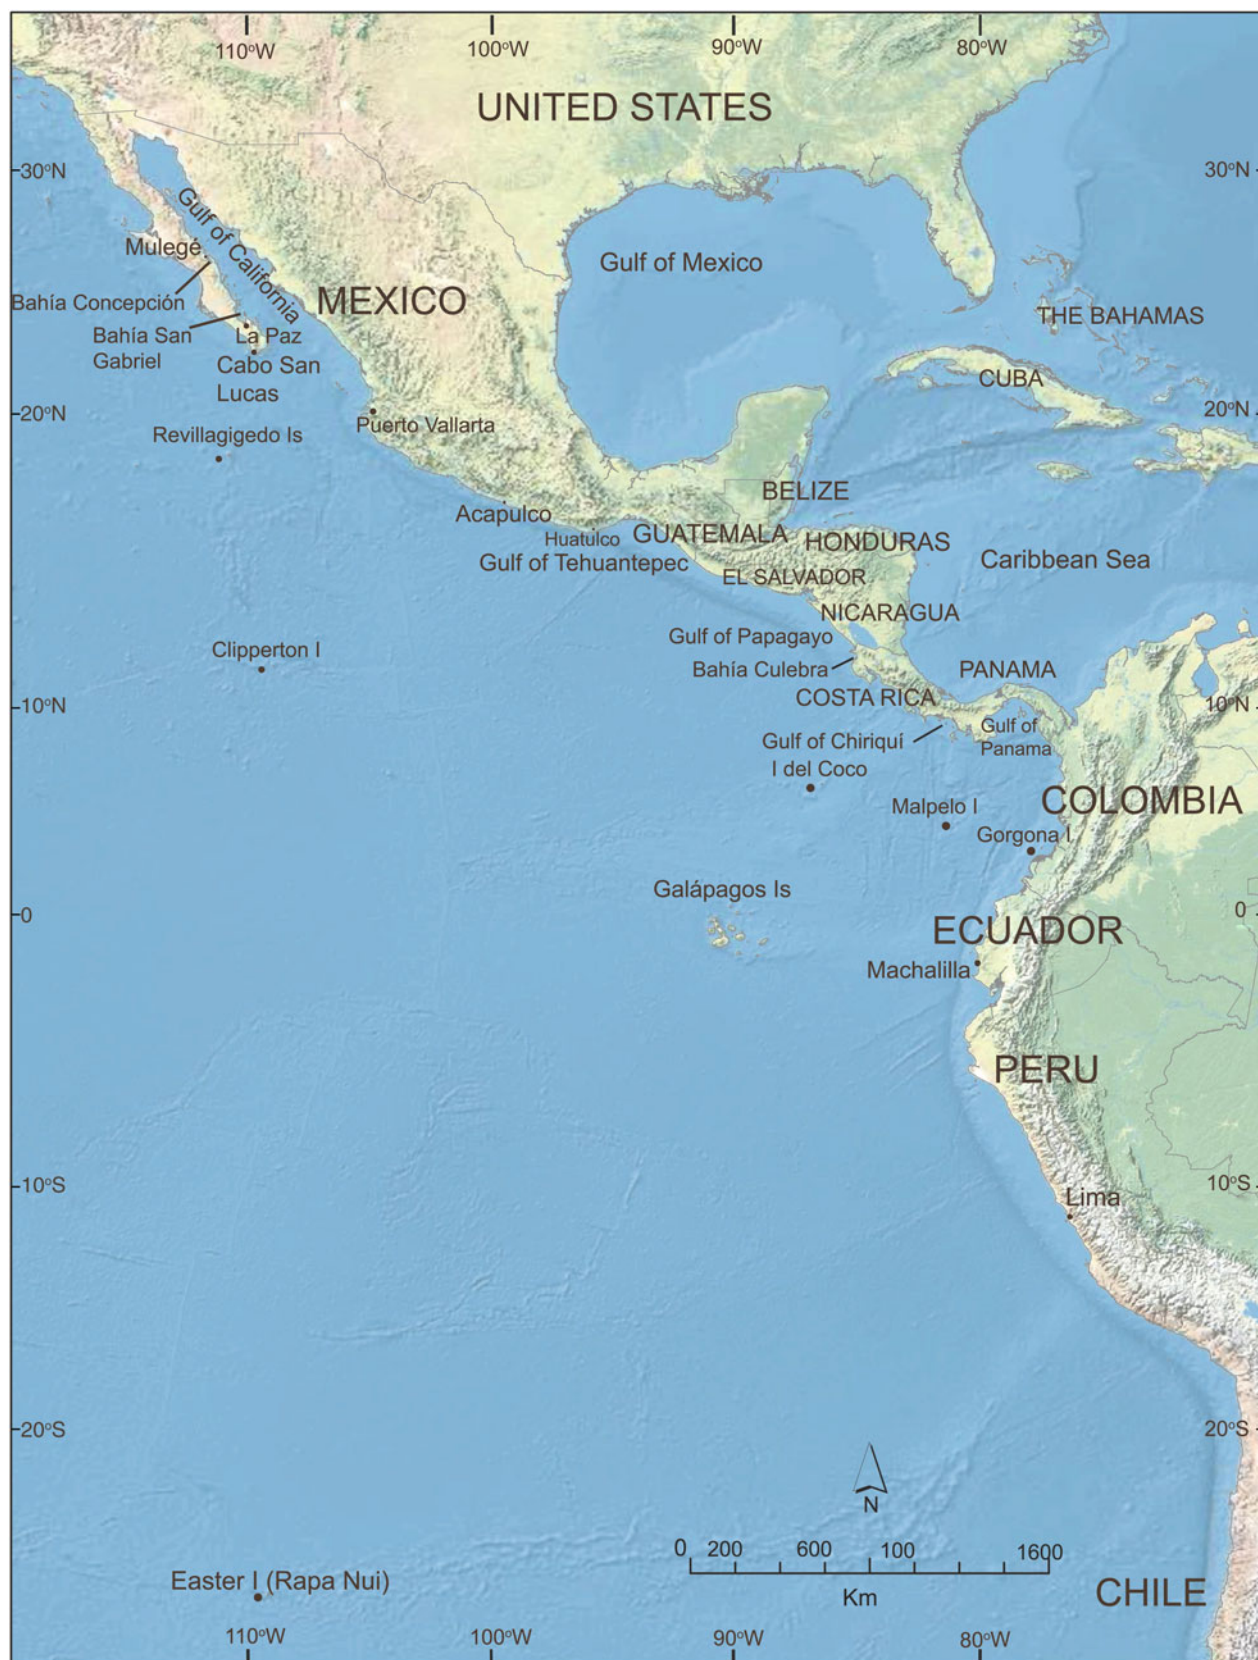 110°W
100°W
90°W
80°W
UNITED STATES
30°N
30°N
Gulf of California
Mulegé
Gulf of Mexico
Bahía Concepción
MEXICO
THE BAHAMAS
Bahía San
Gabriel
La Paz
Cabo San
Lucas
CUBA
20°N
20°N
Puerto Vallarta
Revillagigedo Is
BELIZE
Acapulco
Huatulco
GUATEMALA
HONDURAS
Gulf of Tehuantepec
Caribbean Sea
EL SALVADOR
NICARAGUA
Gulf of Papagayo
Clipperton I
Bahía Culebra
PANAMA
COSTA RICA
10°N
10°N
Gulf of
Panama
Gulf of Chiriquí
I del Coco
COLOMBIA
Malpelo I
Gorgona I
Galápagos Is
0
0
ECUADOR
Machalilla
PERU
10°S
10°S
Lima
20°S
20°S
N
0 200 600 100 1600
Km
Easter I (Rapa Nui)
CHILE
110°W
100°W
90°W
80°W